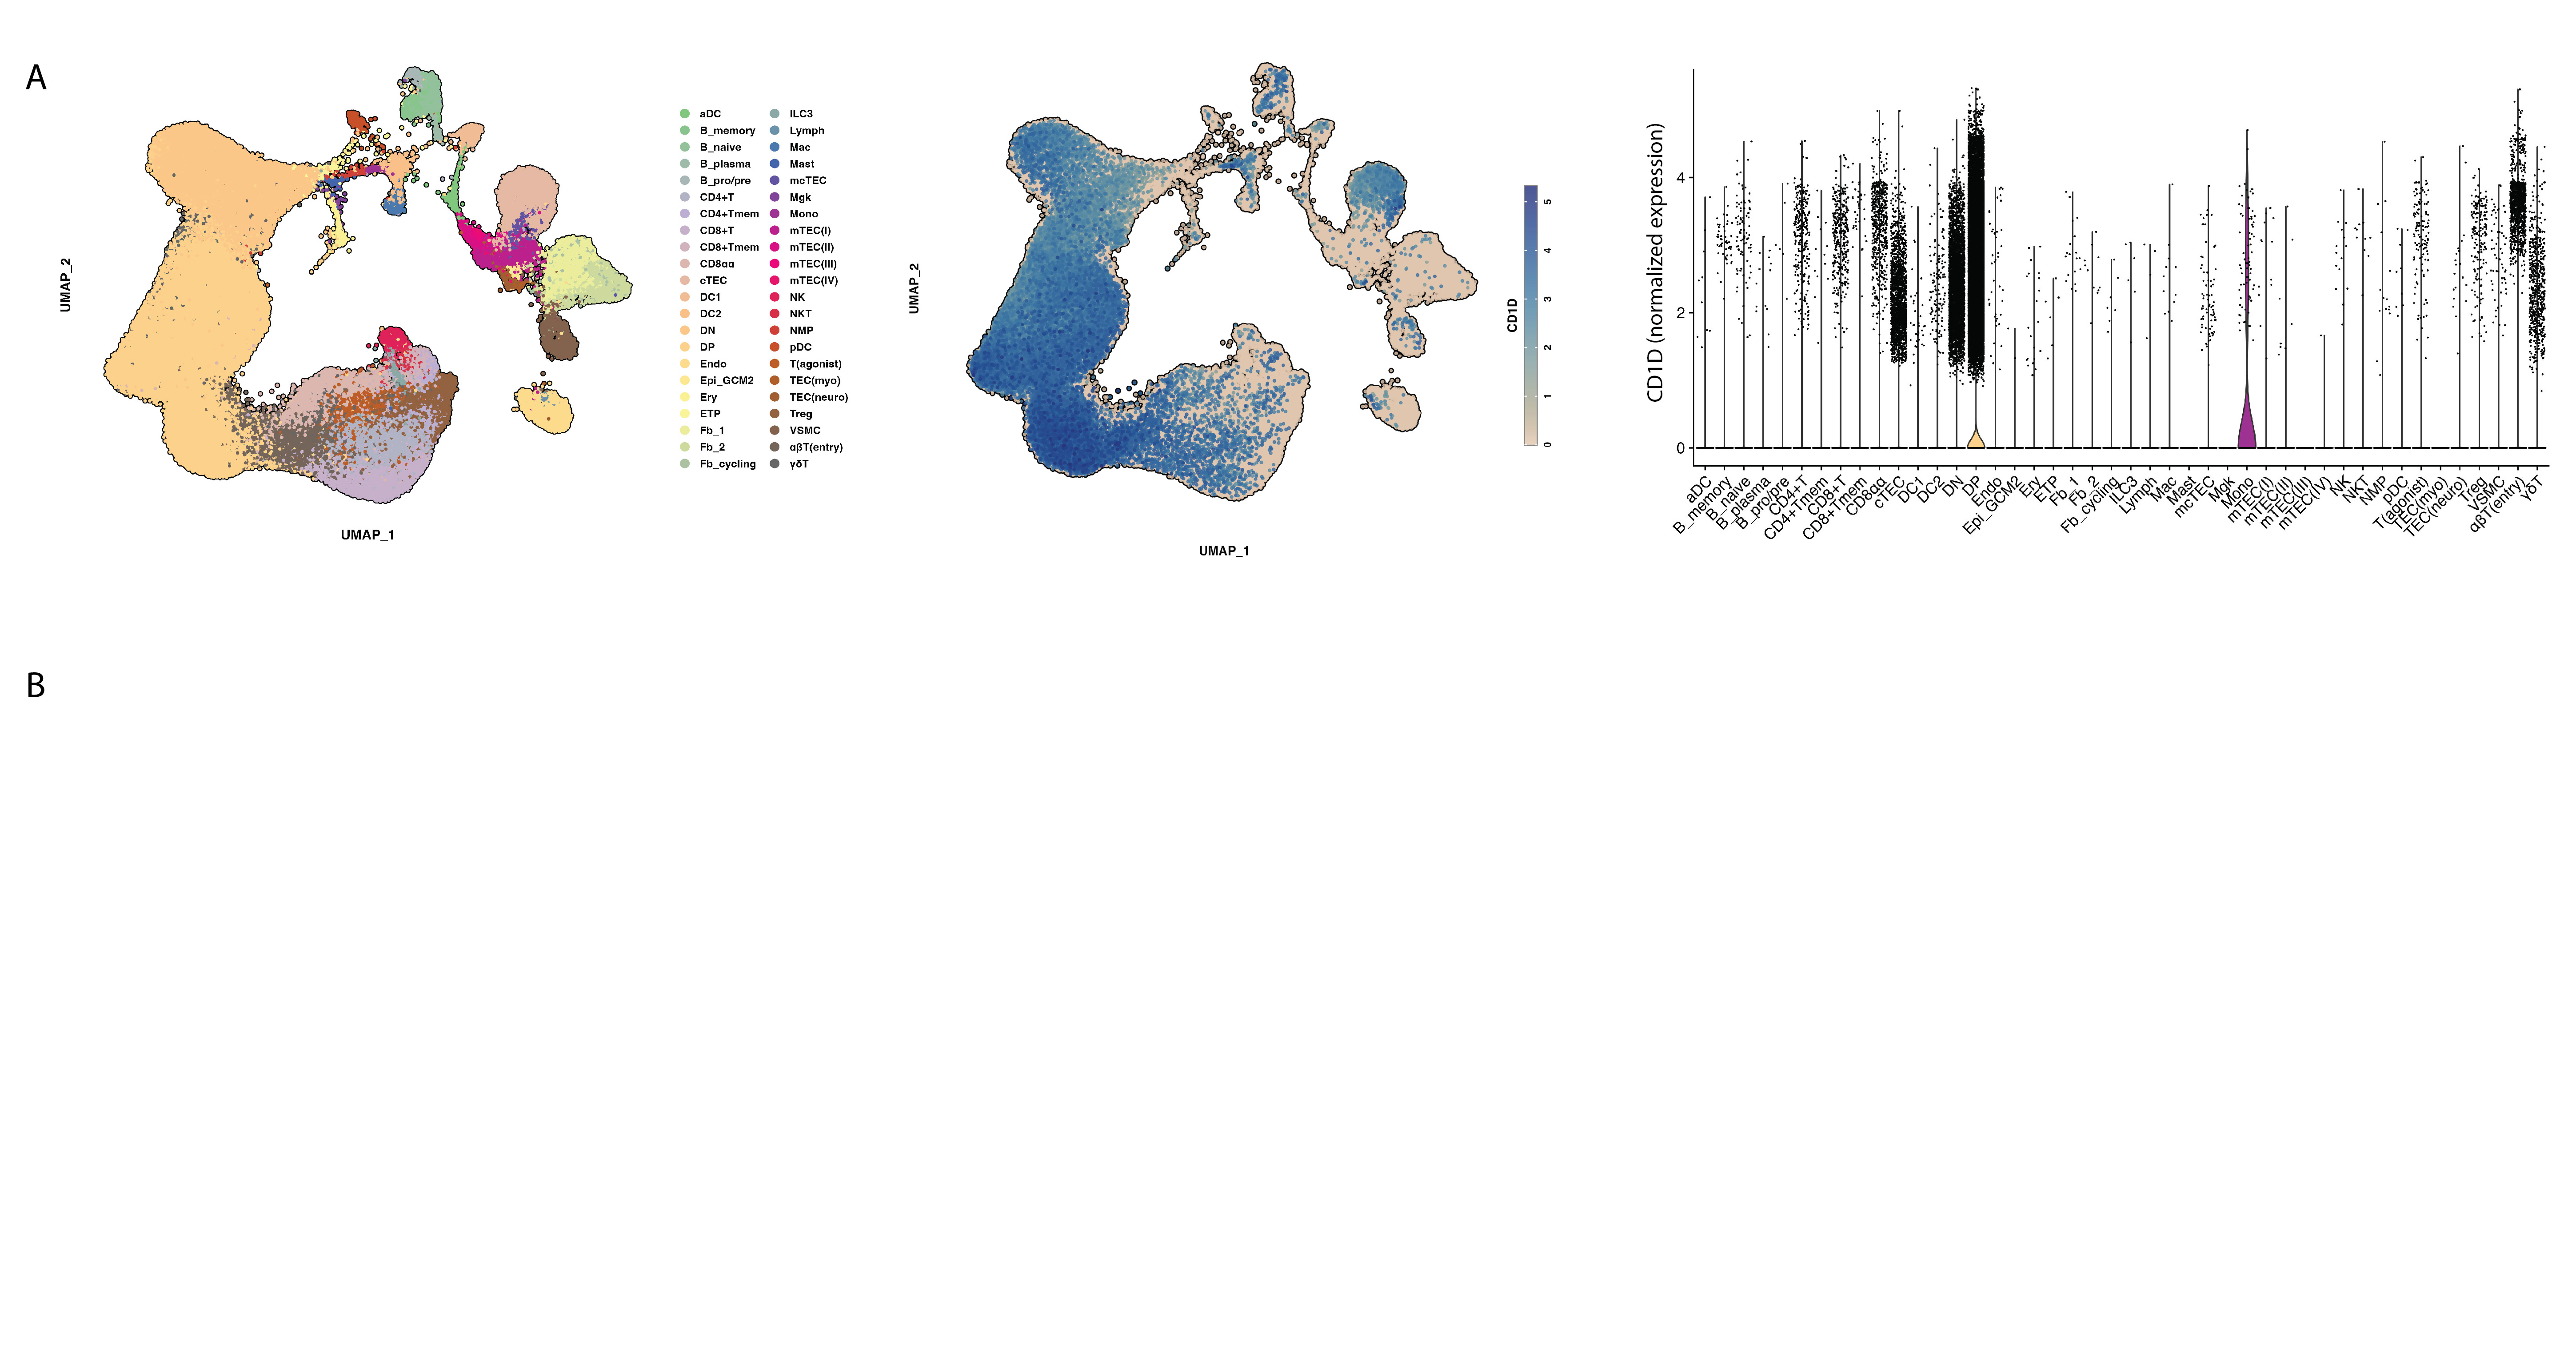 A
UMAP_2
UMAP_1
aDC
B_memory
B_naive
B_plasma
B_pro/pre
CD4+T
CD4+Tmem
CD8+T
CD8+Tmem
CD8αα
cTEC
DC1
DC2
DN
DP
Endo
Epi_GCM2
Ery
ETP
Fb_1
Fb_2
Fb_cycling
ILC3
Lymph
Mac
Mast
mcTEC
Mgk
Mono
mTEC(I)
mTEC(II)
mTEC(III)
mTEC(IV)
NK
NKT
NMP
pDC
T(agonist)
TEC(myo)
TEC(neuro)
Treg
VSMC
αβT(entry)
γδT
UMAP_2
UMAP_1
CD1D
5
4
3
2
1
0
CD1D (normalized expression)
4
2
0
aDC
B_memory
B_naive
B_plasma
B_pro/pre
CD4+T
CD4+Tmem
CD8+T
CD8+Tmem
CD8αα
cTEC
DC1
DC2
DN
DP
Endo
Epi_GCM2
Ery
ETP
Fb_1
Fb_2
Fb_cycling
ILC3
Lymph
Mac
Mast
mcTEC
Mgk
Mono
mTEC(I)
mTEC(II)
mTEC(III)
mTEC(IV)
NK
NKT
NMP
pDC
T(agonist)
TEC(myo)
TEC(neuro)
Treg
VSMC
αβT(entry)
γδT
B